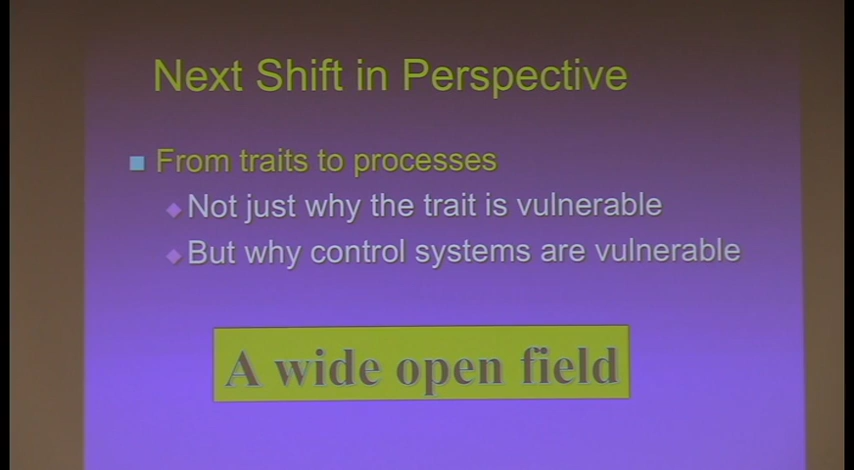 Next Shift in Perspective
From traits to processes
Not just why the trait is vulnerable
But why control systems are vulnerable
A wide open field